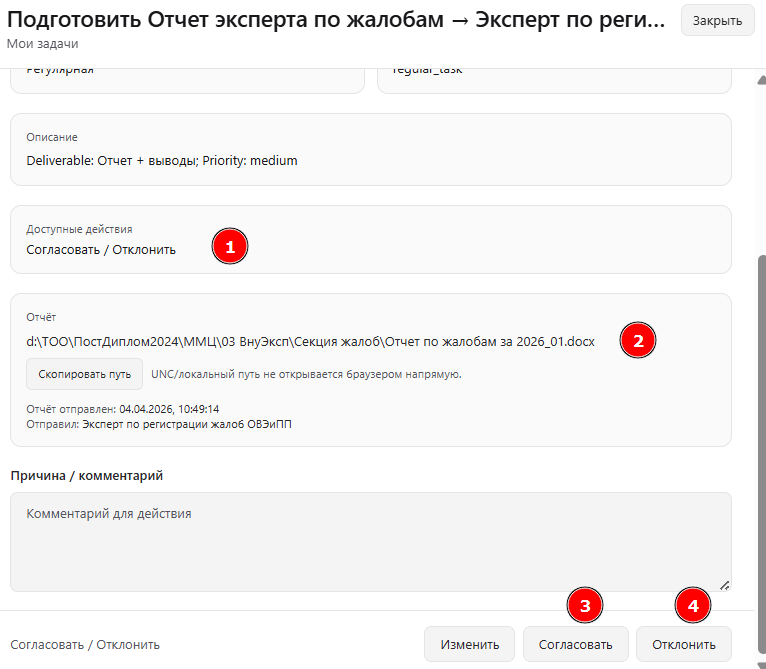 Подготовить Отчет эксперта по жалобам → Эксперт по реги...
Закрыть
Мои задачи
Регулярная
regular_task
Описание
Deliverable: Отчет + выводы; Priority: medium
Доступные действия
Согласовать / Отклонить
1
Отчёт
d:\ТОО\ПостДиплом2024\ММЦ\03 ВнуЭксп\Секция жалоб\Отчет по жалобам за 2026_01.docx
2
Скопировать путь
UNC/локальный путь не открывается браузером напрямую.
Отчёт отправлен: 04.04.2026, 10:49:14
Отправил: Эксперт по регистрации жалоб ОВЭиПП
Причина / комментарий
Комментарий для действия
3
4
Согласовать / Отклонить
Изменить
Согласовать
Отклонить